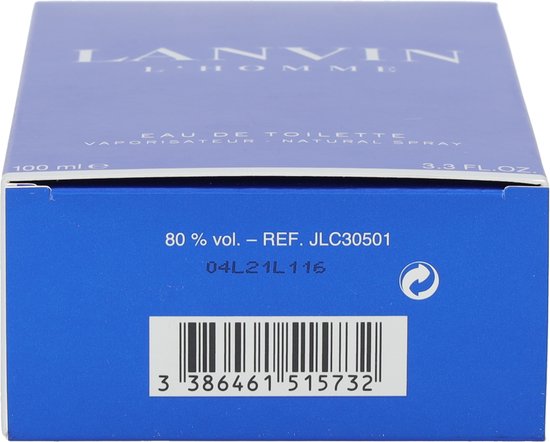 LANVIN
L'HOMME
EAU DE TOILETTE
VAPORISATEUR · NATURAL SPRAY
100 ml ℮ 3.3 FL.OZ.
80 % vol. – REF. JLC30501
04L21L116
3 386461 515732